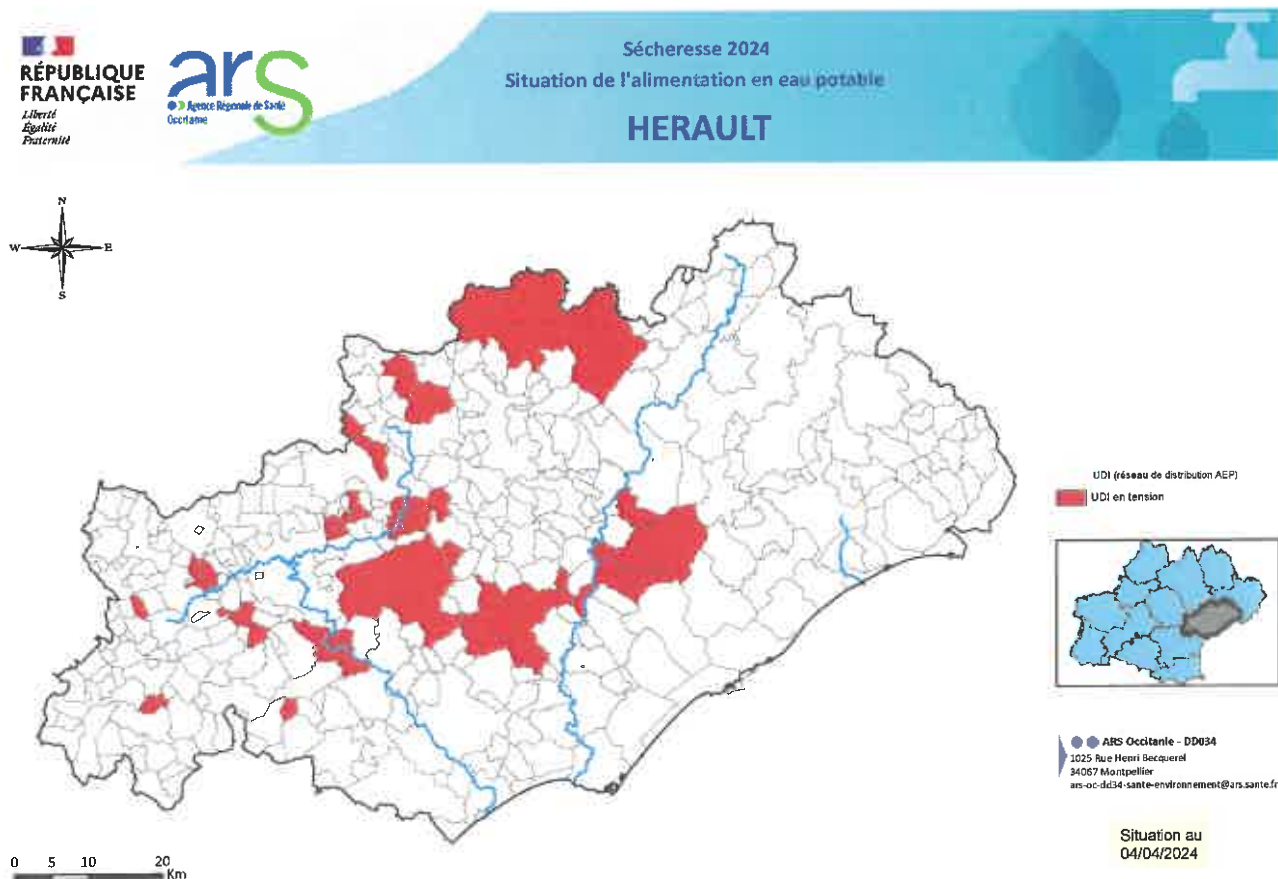 RÉPUBLIQUE
FRANÇAISE
Liberté
Égalité
Fraternité
ars
Agence Régionale de Santé
Occitanie
Sécheresse 2024
Situation de l'alimentation en eau potable
HERAULT
N
W
E
S
UDI (réseau de distribution AEP)
UDI en tension
ARS Occitanie - DD034
1025 Rue Henri Becquerel
34067 Montpellier
ars-oc-dd34-sante-environnement@ars.sante.fr
Situation au
04/04/2024
0 5 10 20
Km